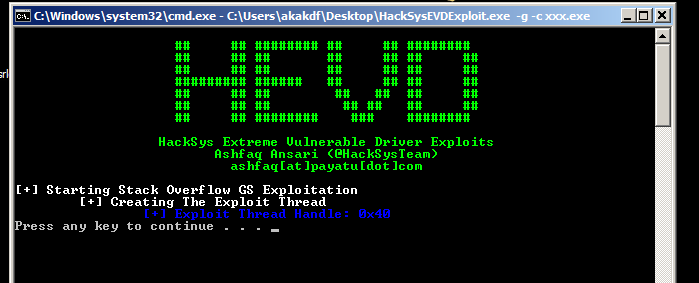 C:\Windows\system32\cmd.exe - C:\Users\akakdf\Desktop\HackSysEVDExploit.exe -g -c xxx.exe
HEVD
HackSys Extreme Vulnerable Driver Exploits
Ashfaq Ansari (@HackSysTeam)
ashfaq[at]payatu[dot]com
[+] Starting Stack Overflow GS Exploitation
[+] Creating The Exploit Thread
[+] Exploit Thread Handle: 0x40
Press any key to continue . . . _